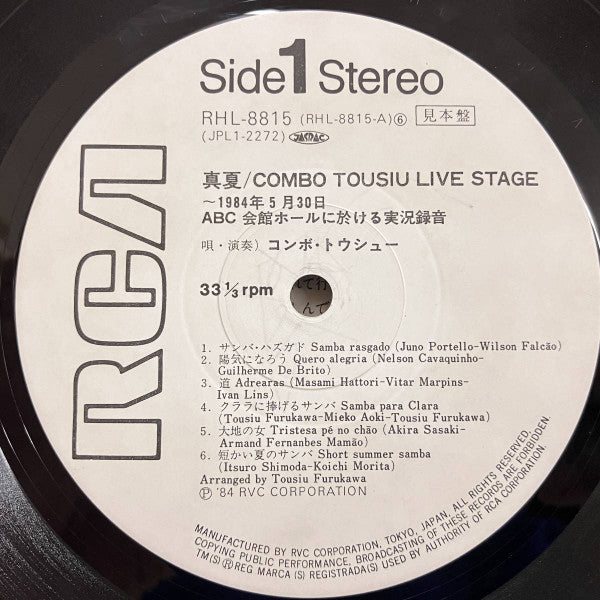 Side 1 Stereo
RHL-8815 (RHL-8815-A)⑥ 見本盤
(JPL1-2272) JASRAC
RCA
真夏/COMBO TOUSIU LIVE STAGE
~1984年5月30日
ABC 会館ホールに於ける実況録音
唄・演奏) コンボ・トウシュー
33 1/3 rpm
1. サンバ・ハズガド Samba rasgado (Juno Portello-Wilson Falcão)
2. 陽気になろう Quero alegria (Nelson Cavaquinho-
Guilherme De Brito)
3. 道 Adrearas (Masami Hattori-Vitar Marpins-
Ivan Lins)
4. クララに捧げるサンバ Samba para Clara
(Tousiu Furukawa-Mieko Aoki-Tousiu Furukawa)
5. 大地の女 Tristesa pé no chão (Akira Sasaki-
Armand Fernanbes Mamão)
6. 短かい夏のサンバ Short summer samba
(Itsuro Shimoda-Koichi Morita)
Arranged by Tousiu Furukawa
Ⓟ '84 RVC CORPORATION
MANUFACTURED BY RVC CORPORATION, TOKYO, JAPAN. ALL RIGHTS RESERVED.
COPYING PUBLIC PERFORMANCE, BROADCASTING OF THESE RECORDS ARE FORBIDDEN.
TM(S)®REG MARCA (S) REGISTRADA(S) USED BY AUTHORITY OF RCA CORPORATION.